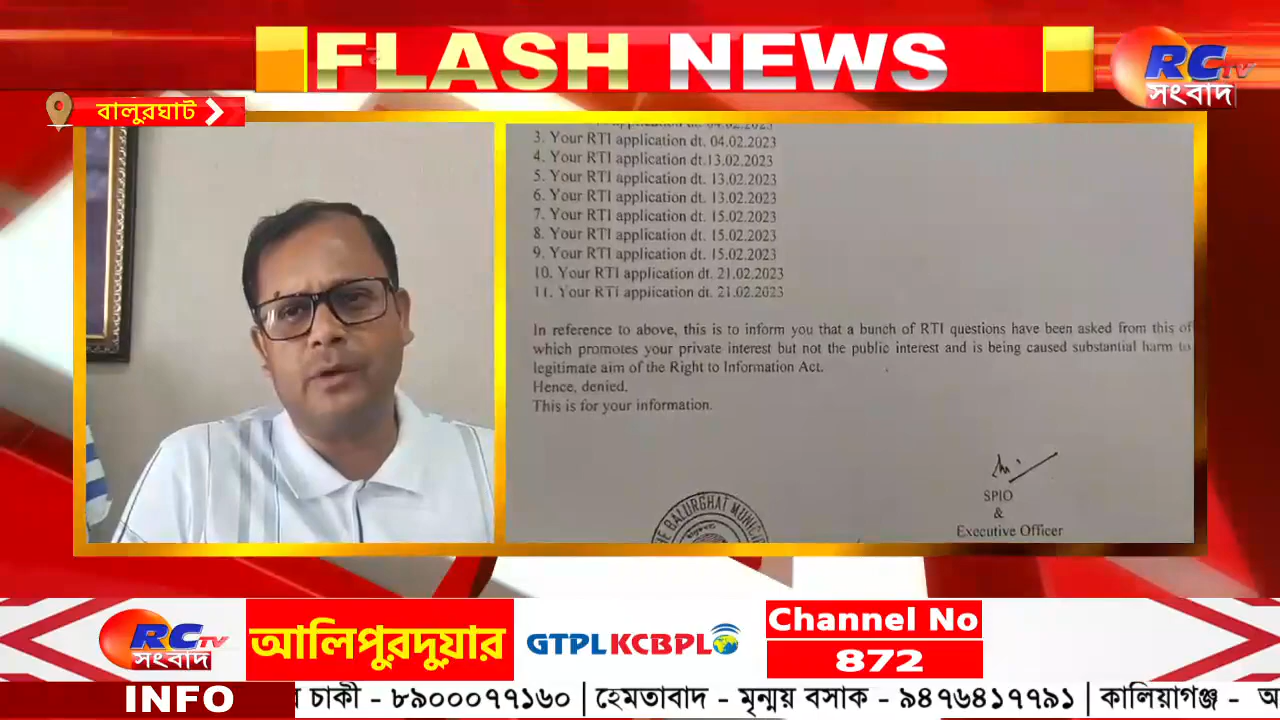 FLASH NEWS
RCTV
সংবাদ
বালুরঘাট
3. Your RTI application dt. 04.02.2023
4. Your RTI application dt.13.02.2023
5. Your RTI application dt. 13.02.2023
6. Your RTI application dt. 13.02.2023
7. Your RTI application dt. 15.02.2023
8. Your RTI application dt. 15.02.2023
9. Your RTI application dt. 15.02.2023
10. Your RTI application dt. 21.02.2023
11. Your RTI application dt. 21.02.2023
In reference to above, this is to inform you that a bunch of RTI questions have been asked from this of
which promotes your private interest but not the public interest and is being caused substantial harm to
legitimate aim of the Right to Information Act.
Hence, denied.
This is for your information.
SPIO
&
Executive Officer
BALURGHAT
RCTV
সংবাদ
আলিপুরদুয়ার
GTPL KCBPL
Channel No
872
INFO
চাকী - ৮৯০০০৭৭১৬০ | হেমতাবাদ - মৃন্ময় বসাক - ৯৪৭৬৪১৭৭৯১ | কালিয়াগঞ্জ -